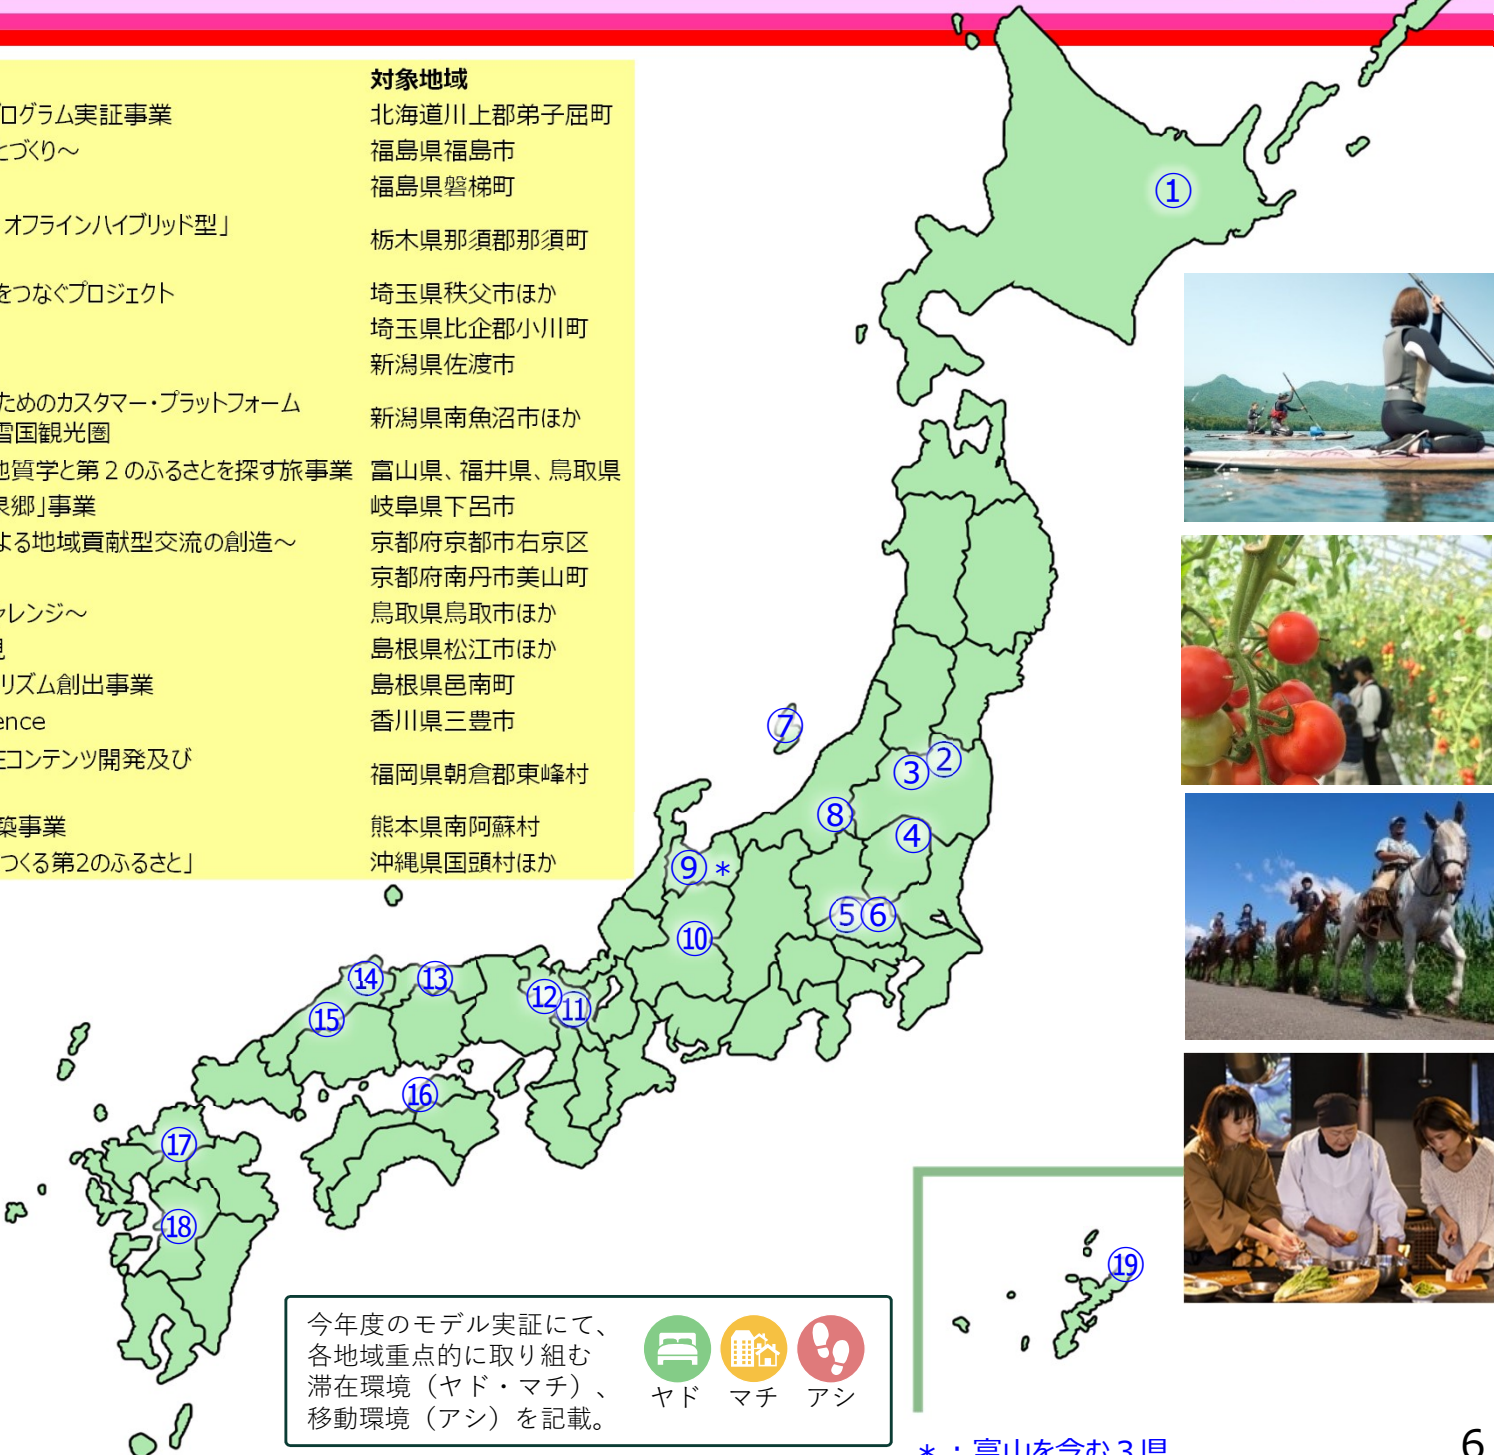 対象地域
ログラム実証事業 北海道川上郡弟子屈町
とづくり～ 福島県福島市
福島県磐梯町
オフラインハイブリッド型」
栃木県那須郡那須町
をつなぐプロジェクト 埼玉県秩父市ほか
埼玉県比企郡小川町
新潟県佐渡市
ためのカスタマー・プラットフォーム
雪国観光圏 新潟県南魚沼市ほか
地質学と第２のふるさとを探す旅事業 富山県、福井県、鳥取県
泉郷」事業 岐阜県下呂市
よる地域貢献型交流の創造～ 京都府京都市右京区
京都府南丹市美山町
ャレンジ～ 鳥取県鳥取市ほか
見 島根県松江市ほか
リズム創出事業 島根県邑南町
ence 香川県三豊市
コンテンツ開発及び
福岡県朝倉郡東峰村
築事業 熊本県南阿蘇村
つくる第2のふるさと」 沖縄県国頭村ほか
①
⑦
②
③
⑧
④
⑨＊
⑤⑥
⑩
⑭
⑬
⑫
⑪
⑮
⑯
⑰
⑱
⑲
今年度のモデル実証にて、
各地域重点的に取り組む
滞在環境（ヤド・マチ）、
移動環境（アシ）を記載。
ヤド マチ アシ
＊：富山を含む３県
6